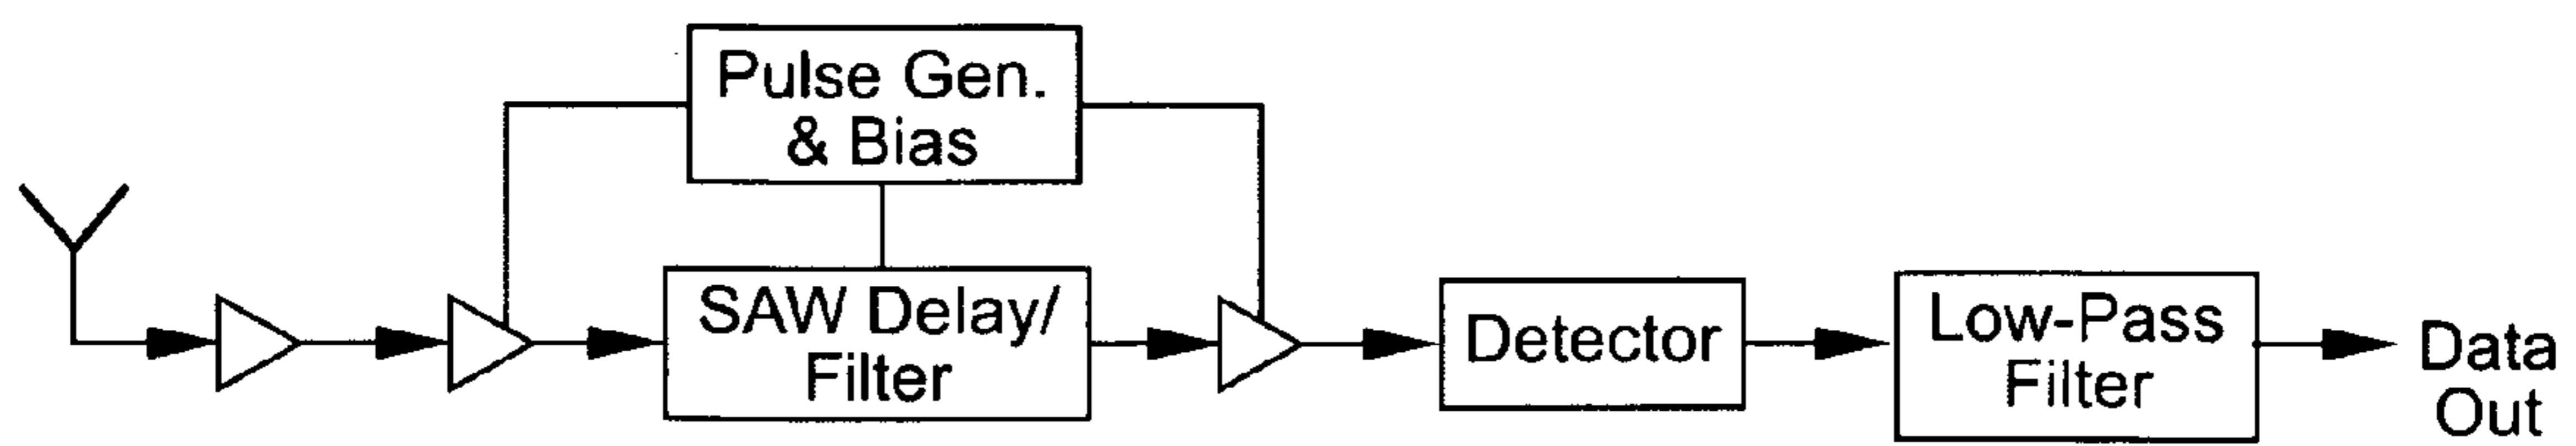 Pulse Gen.
& Bias
SAW Delay/
Filter
Detector
Low-Pass
Filter
Data
Out